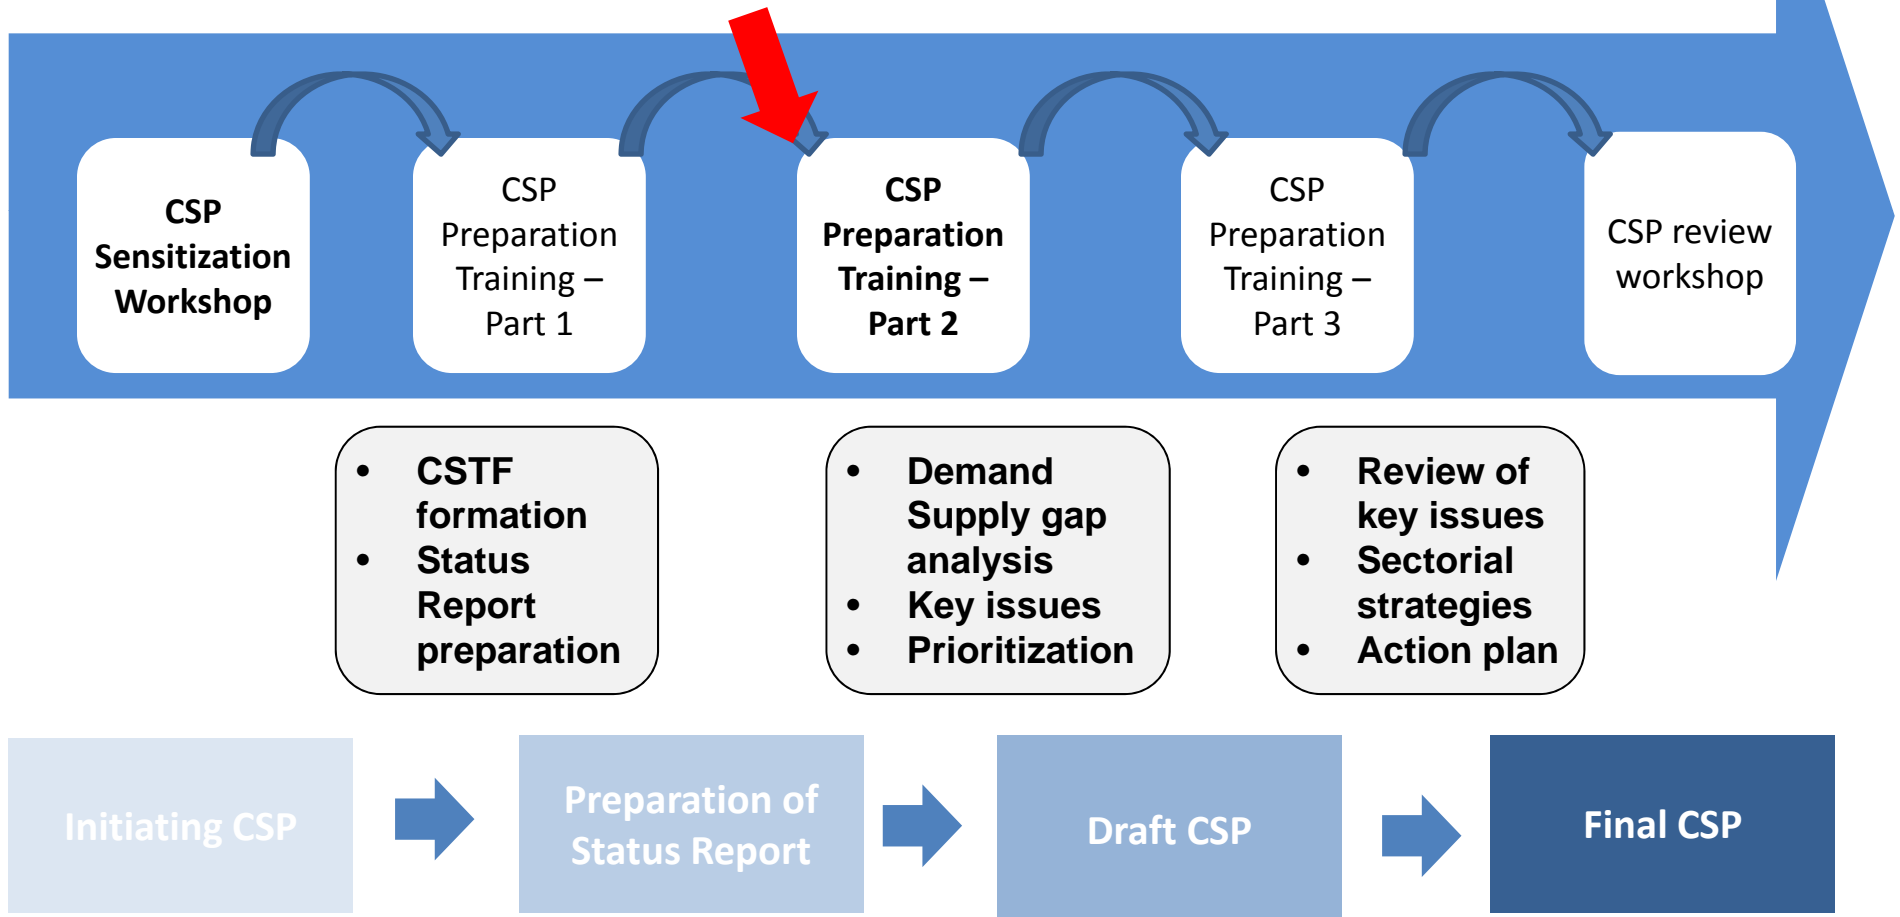 CSP
Sensitization
Workshop
CSP
Preparation
Training –
Part 1
CSP
Preparation
Training –
Part 2
CSP
Preparation
Training –
Part 3
CSP review
workshop
• CSTF
formation
• Status
Report
preparation
• Demand
Supply gap
analysis
• Key issues
• Prioritization
• Review of
key issues
• Sectorial
strategies
• Action plan
Initiating CSP
Preparation of
Status Report
Draft CSP
Final CSP